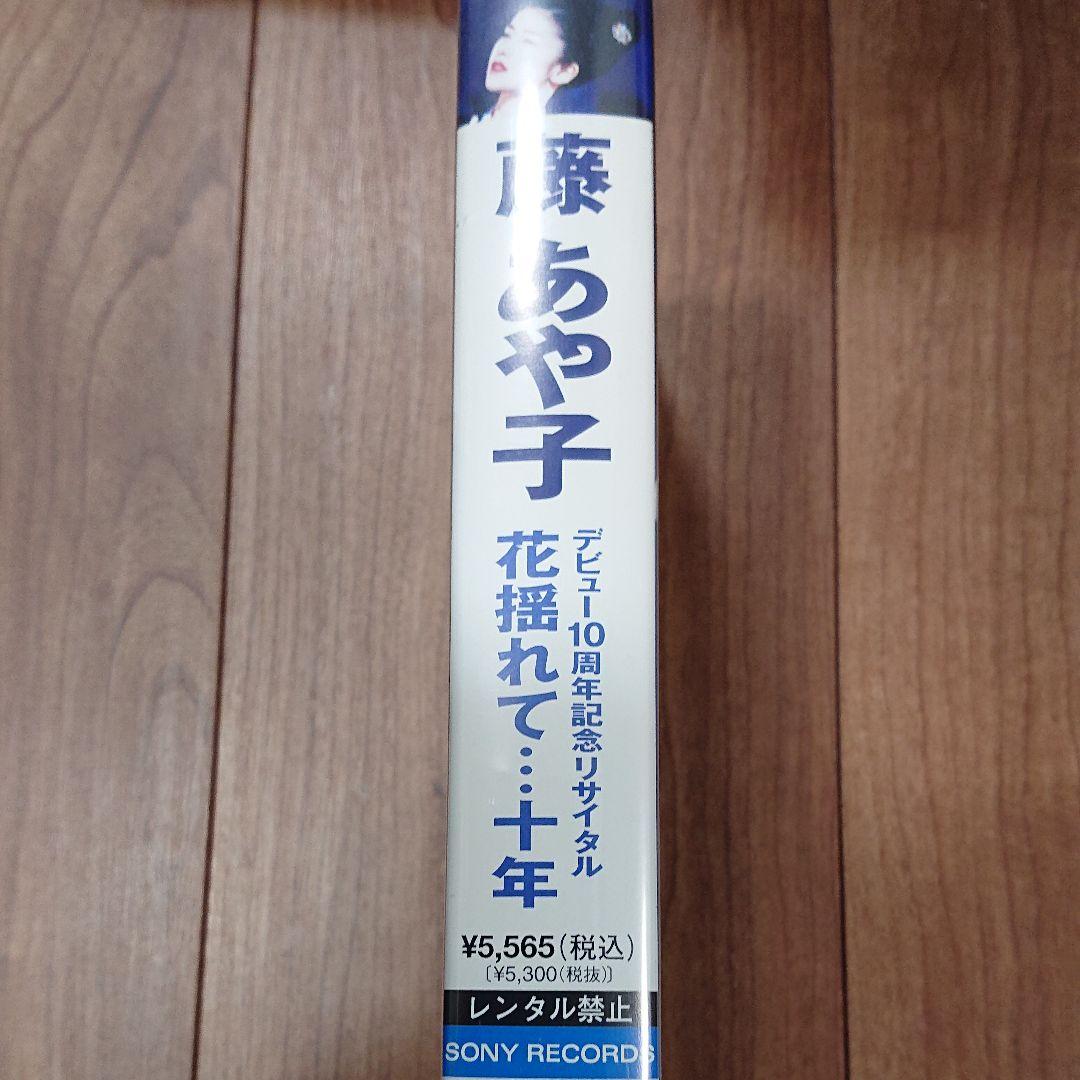 藤 あや子
デビュー10周年記念リサイタル
花揺れて…十年
¥5,565(税込)
〔¥5,300(税抜)〕
レンタル禁止
SONY RECORDS